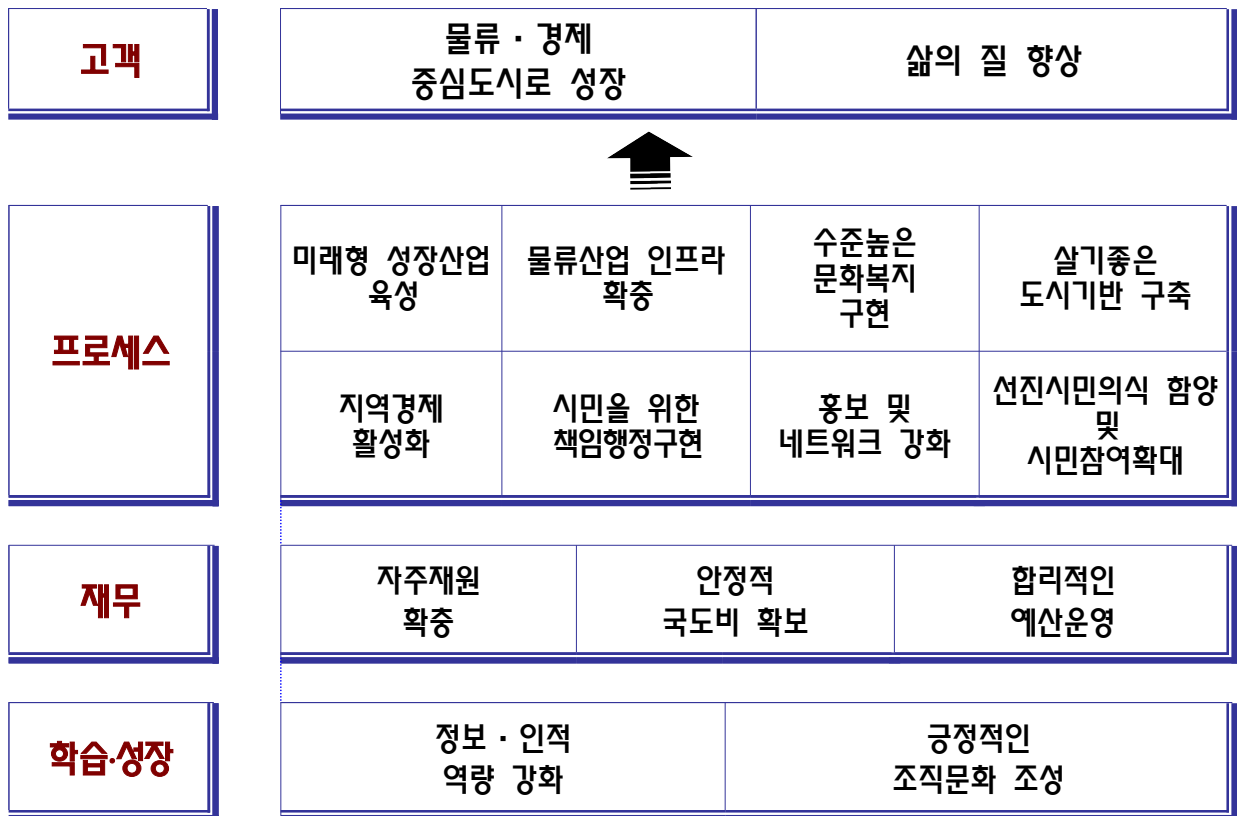 고객
물류 · 경제
중심도시로 성장
삶의 질 향상
프로세스
미래형 성장산업
육성
물류산업 인프라
확충
수준높은
문화복지
구현
살기좋은
도시기반 구축
지역경제
활성화
시민을 위한
책임행정구현
홍보 및
네트워크 강화
선진시민의식 함양
및
시민참여확대
재무
자주재원
확충
안정적
국도비 확보
합리적인
예산운영
학습·성장
정보 · 인적
역량 강화
긍정적인
조직문화 조성